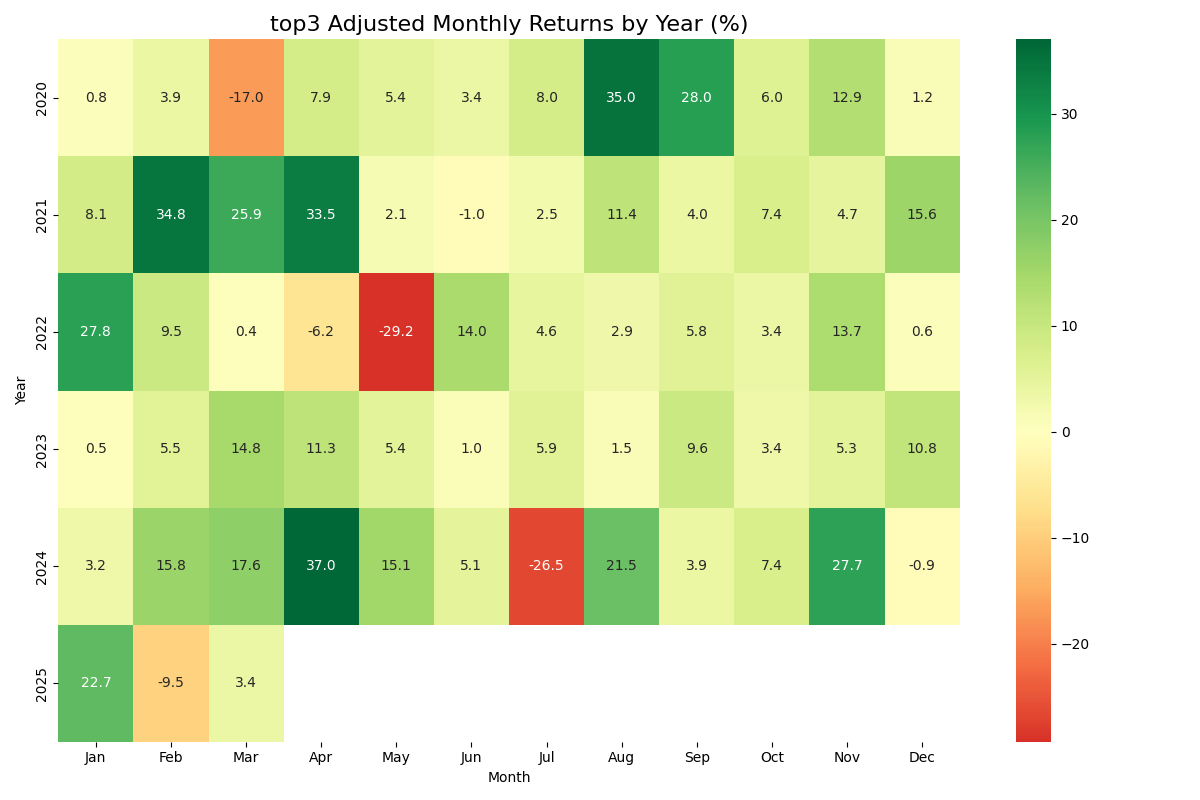 top3 Adjusted Monthly Returns by Year (%)
2020 0.8 3.9 -17.0 7.9 5.4 3.4 8.0 35.0 28.0 6.0 12.9 1.2
2021 8.1 34.8 25.9 33.5 2.1 -1.0 2.5 11.4 4.0 7.4 4.7 15.6
2022 27.8 9.5 0.4 -6.2 -29.2 14.0 4.6 2.9 5.8 3.4 13.7 0.6
2023 0.5 5.5 14.8 11.3 5.4 1.0 5.9 1.5 9.6 3.4 5.3 10.8
2024 3.2 15.8 17.6 37.0 15.1 5.1 -26.5 21.5 3.9 7.4 27.7 -0.9
2025 22.7 -9.5 3.4
Jan Feb Mar Apr May Jun Jul Aug Sep Oct Nov Dec
Month
Year
30
20
10
0
−10
−20